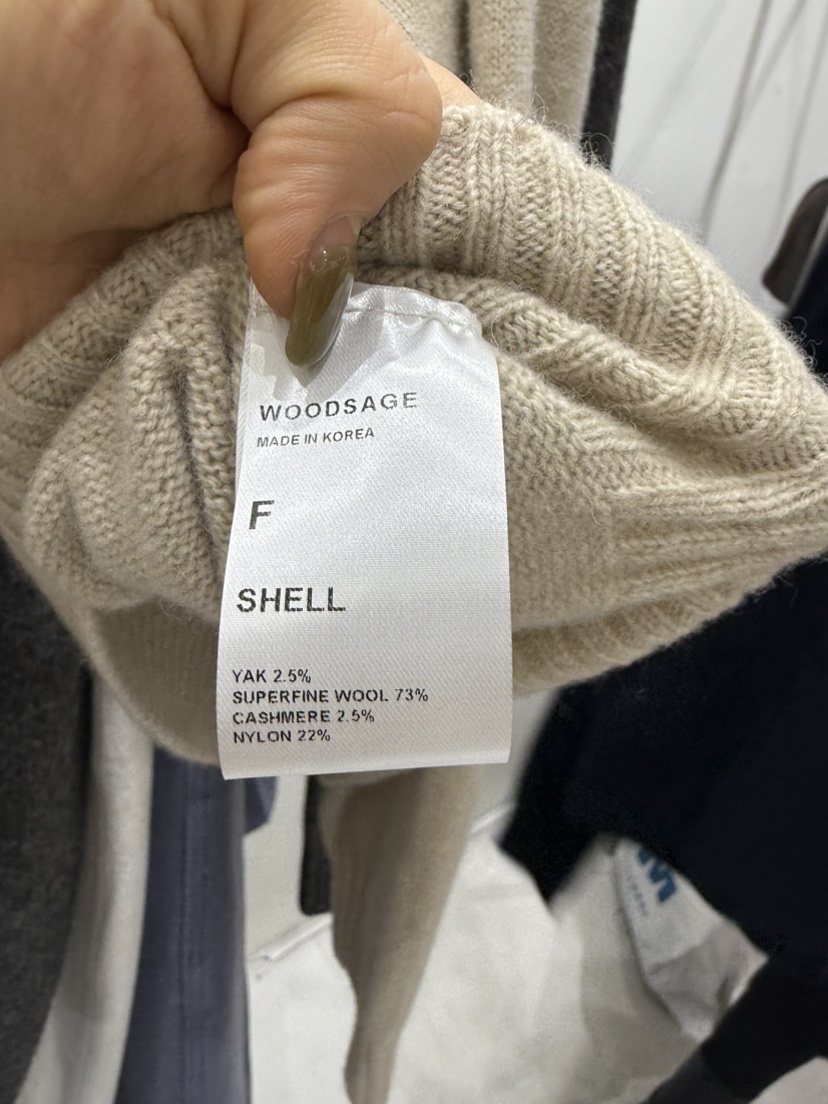 WOODSAGE
MADE IN KOREA
F
SHELL
YAK 2.5%
SUPERFINE WOOL 73%
CASHMERE 2.5%
NYLON 22%